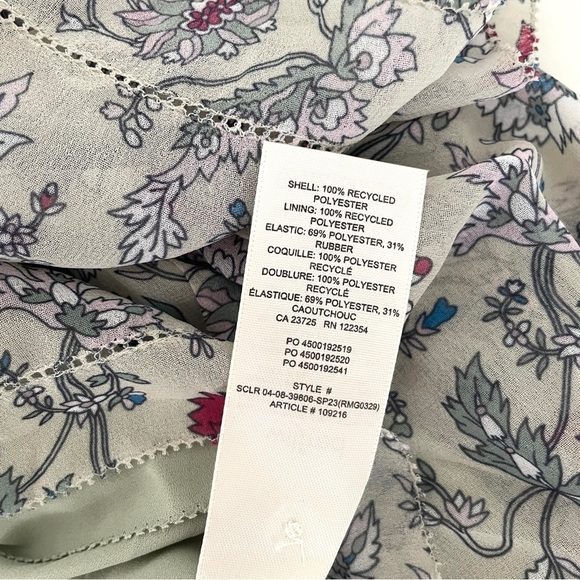 SHELL: 100% RECYCLED
POLYESTER
LINING: 100% RECYCLED
POLYESTER
ELASTIC: 69% POLYESTER, 31%
RUBBER
COQUILLE: 100% POLYESTER
RECYCLÉ
DOUBLURE: 100% POLYESTER
RECYCLÉ
ÉLASTIQUE: 69% POLYESTER, 31%
CAOUTCHOUC
CA 23725 RN 122354
PO 4500192519
PO 4500192520
PO 4500192541
STYLE #
SCLR 04-08-39806-SP23(RMG0329)
ARTICLE # 109216